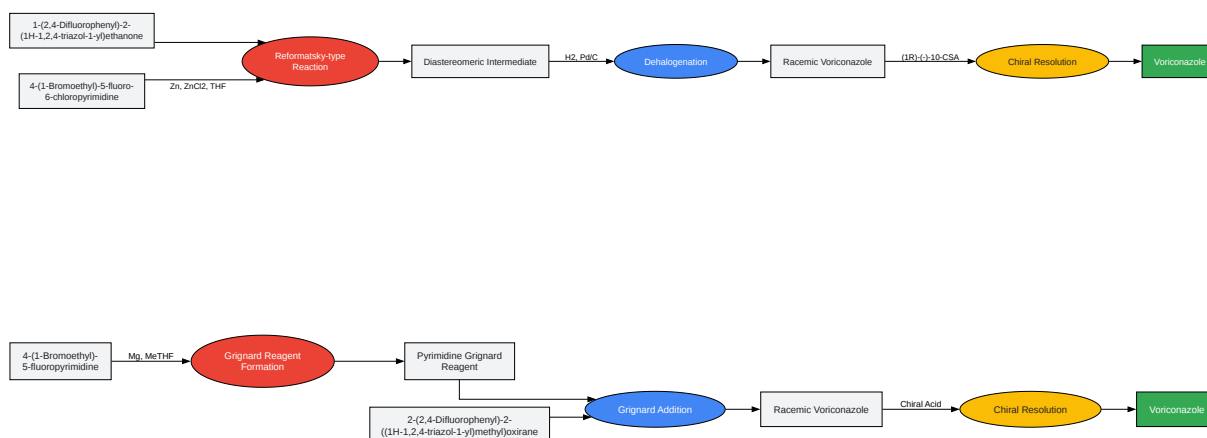 1-(2,4-Difluorophenyl)-2-
(1H-1,2,4-triazol-1-yl)ethanone
4-(1-Bromoethyl)-5-fluoro-
6-chloropyrimidine
Zn, ZnCl2, THF
Reformatsky-type
Reaction
Diastereomeric Intermediate
H2, Pd/C
Dehalogenation
Racemic Voriconazole
(1R)-(-)-10-CSA
Chiral Resolution
Voriconazole
4-(1-Bromoethyl)-
5-fluoropyrimidine
Mg, MeTHF
Grignard Reagent
Formation
Pyrimidine Grignard
Reagent
2-(2,4-Difluorophenyl)-2-
((1H-1,2,4-triazol-1-yl)methyl)oxirane
Grignard Addition
Racemic Voriconazole
Chiral Acid
Chiral Resolution
Voriconazole